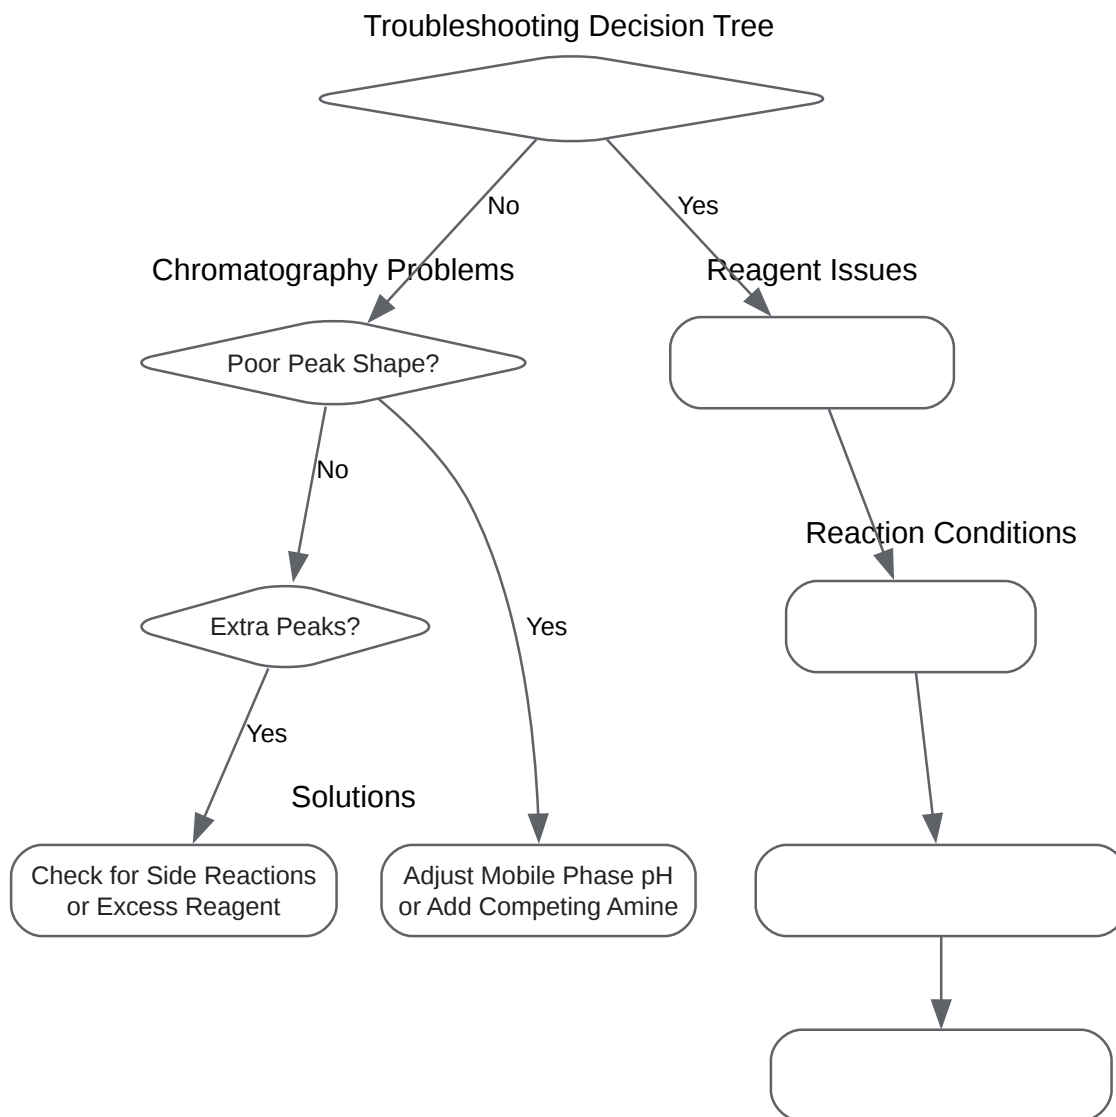 Troubleshooting Decision Tree
No
Yes
Chromatography Problems
Reagent Issues
Poor Peak Shape?
No
Reaction Conditions
Extra Peaks?
Yes
Yes
Solutions
Check for Side Reactions
or Excess Reagent
Adjust Mobile Phase pH
or Add Competing Amine